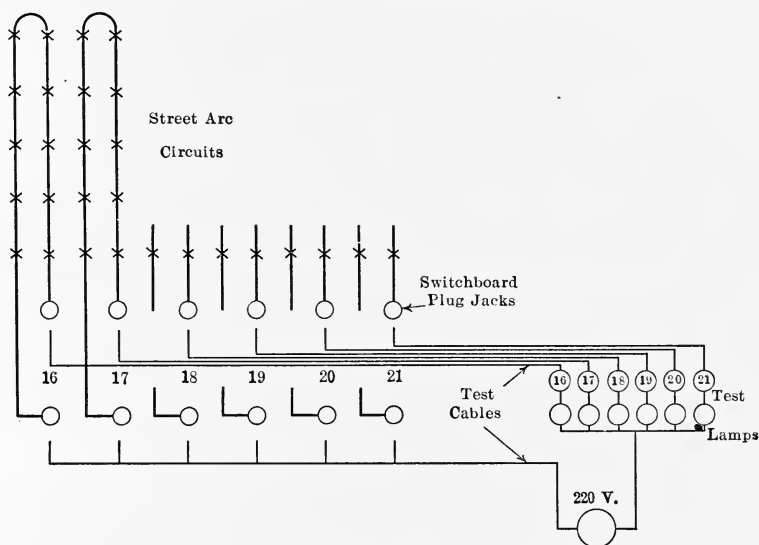 Street Arc
Circuits
Switchboard
Plug Jacks
16 17 18 19 20 21
16 17 18 19 20 21
Test
Cables
Test
Lamps
220 V.